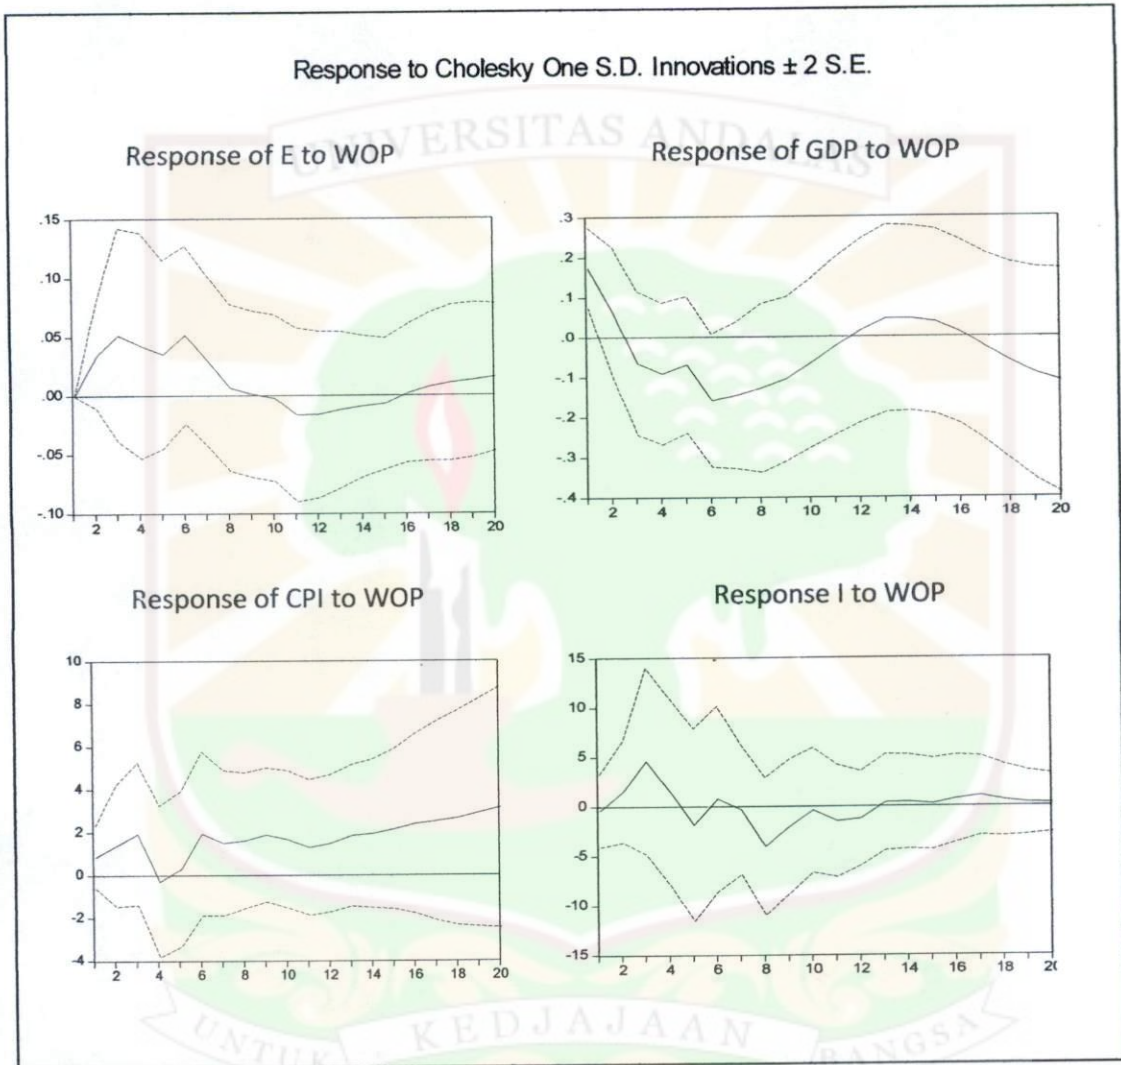 Response to Cholesky One S.D. Innovations ± 2 S.E.
UNIVERSITAS ANDALAS
Response of E to WOP
Response of GDP to WOP
.15
.10
.05
.00
-.05
-.10
2 4 6 8 10 12 14 16 18 20
.3
.2
.1
.0
-.1
-.2
-.3
-.4
2 4 6 8 10 12 14 16 18 20
Response of CPI to WOP
Response I to WOP
10
8
6
4
2
0
-2
-4
2 4 6 8 10 12 14 16 18 20
15
10
5
0
-5
-10
-15
2 4 6 8 10 12 14 16 18 20
UNTUK KEDJAJAAN BANGSA